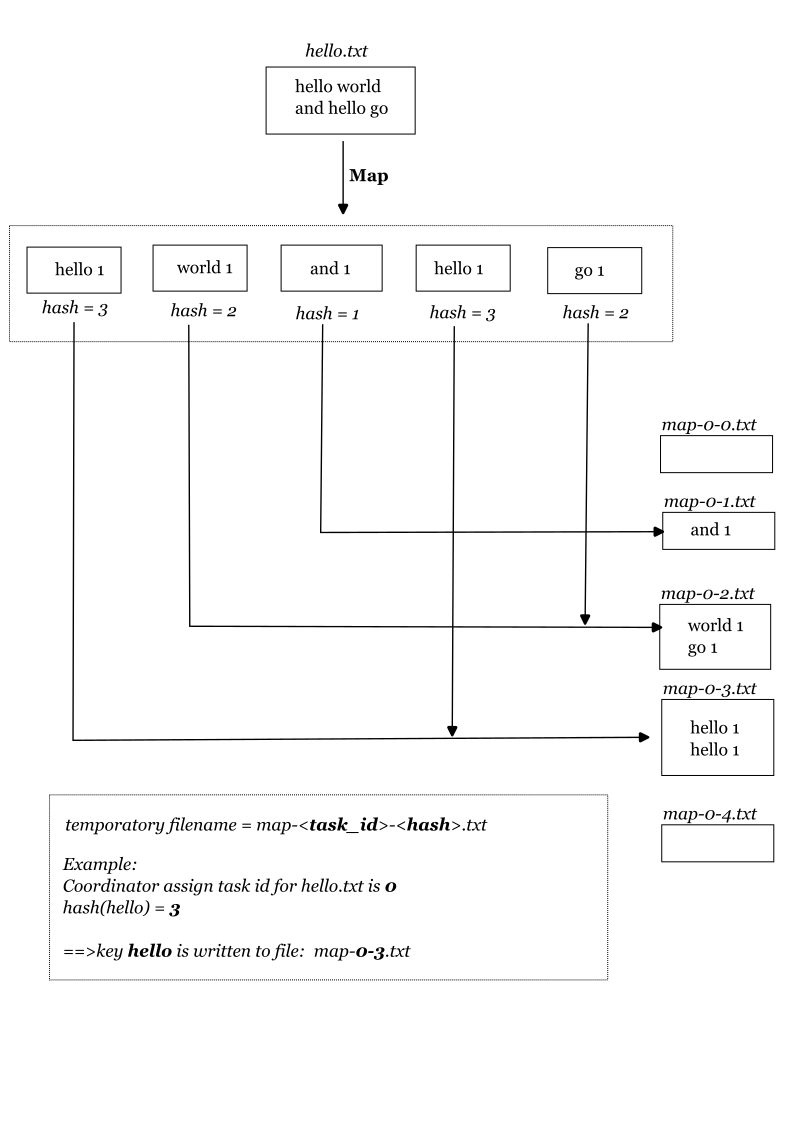 hello.txt
hello world
and hello go
Map
hello 1
world 1
and 1
hello 1
go 1
hash = 3
hash = 2
hash = 1
hash = 3
hash = 2
map-0-0.txt
map-0-1.txt
and 1
map-0-2.txt
world 1
go 1
map-0-3.txt
hello 1
hello 1
map-0-4.txt
temporatory filename = map-<task_id>-<hash>.txt
Example:
Coordinator assign task id for hello.txt is 0
hash(hello) = 3
==>key hello is written to file: map-0-3.txt